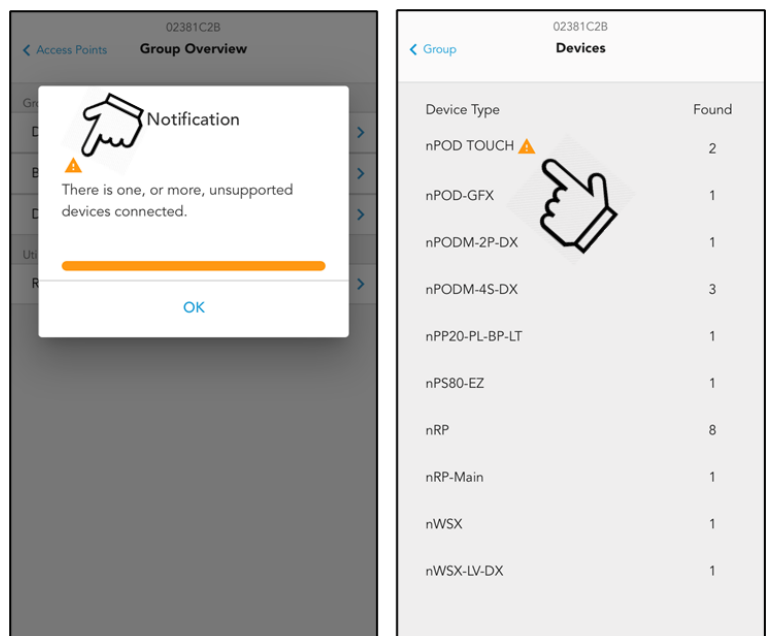 02381C2B
Access Points
Group Overview
Notification
There is one, or more, unsupported
devices connected.
OK
02381C2B
Group
Devices
Device Type
Found
nPOD TOUCH
2
nPOD-GFX
1
nPODM-2P-DX
1
nPODM-4S-DX
3
nPP20-PL-BP-LT
1
nPS80-EZ
1
nRP
8
nRP-Main
1
nWSX
1
nWSX-LV-DX
1